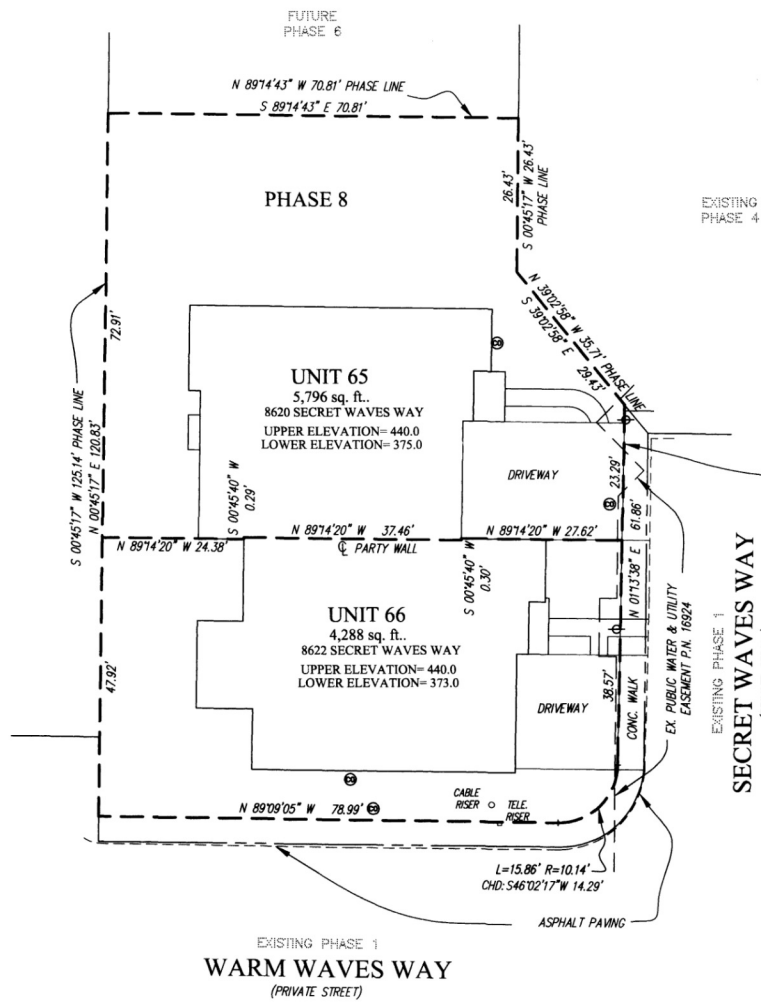 FUTURE
PHASE 6
N 89°14'43" W 70.81' PHASE LINE
S 89°14'43" E 70.81'
26.43'
S 00°45'17" W 26.43'
PHASE LINE
PHASE 8
EXISTING
PHASE 4
N 39°02'58" W 35.71' PHASE LINE
S 39°02'58" E 29.43'
72.91'
S 00°45'17" W 125.14' PHASE LINE
N 00°45'17" E 120.83'
UNIT 65
5,796 sq. ft..
8620 SECRET WAVES WAY
UPPER ELEVATION= 440.0
LOWER ELEVATION= 375.0
DRIVEWAY
23.29'
S 00°45'40" W
0.29'
N 89°14'20" W 24.38'
N 89°14'20" W 37.46'
N 89°14'20" W 27.62'
PARTY WALL
S 00°45'40" W
0.30'
N 01°13'38" E 61.86'
UNIT 66
4,288 sq. ft..
8622 SECRET WAVES WAY
UPPER ELEVATION= 440.0
LOWER ELEVATION= 373.0
47.92'
DRIVEWAY
38.57'
CONC. WALK
EX. PUBLIC WATER & UTILITY
EASEMENT P.N. 16924
EXISTING PHASE 1
SECRET WAVES WAY
CABLE
RISER
TELE.
RISER
N 89°09'05" W 78.99'
L=15.86' R=10.14'
CHD: S46°02'17"W 14.29'
ASPHALT PAVING
EXISTING PHASE 1
WARM WAVES WAY
(PRIVATE STREET)